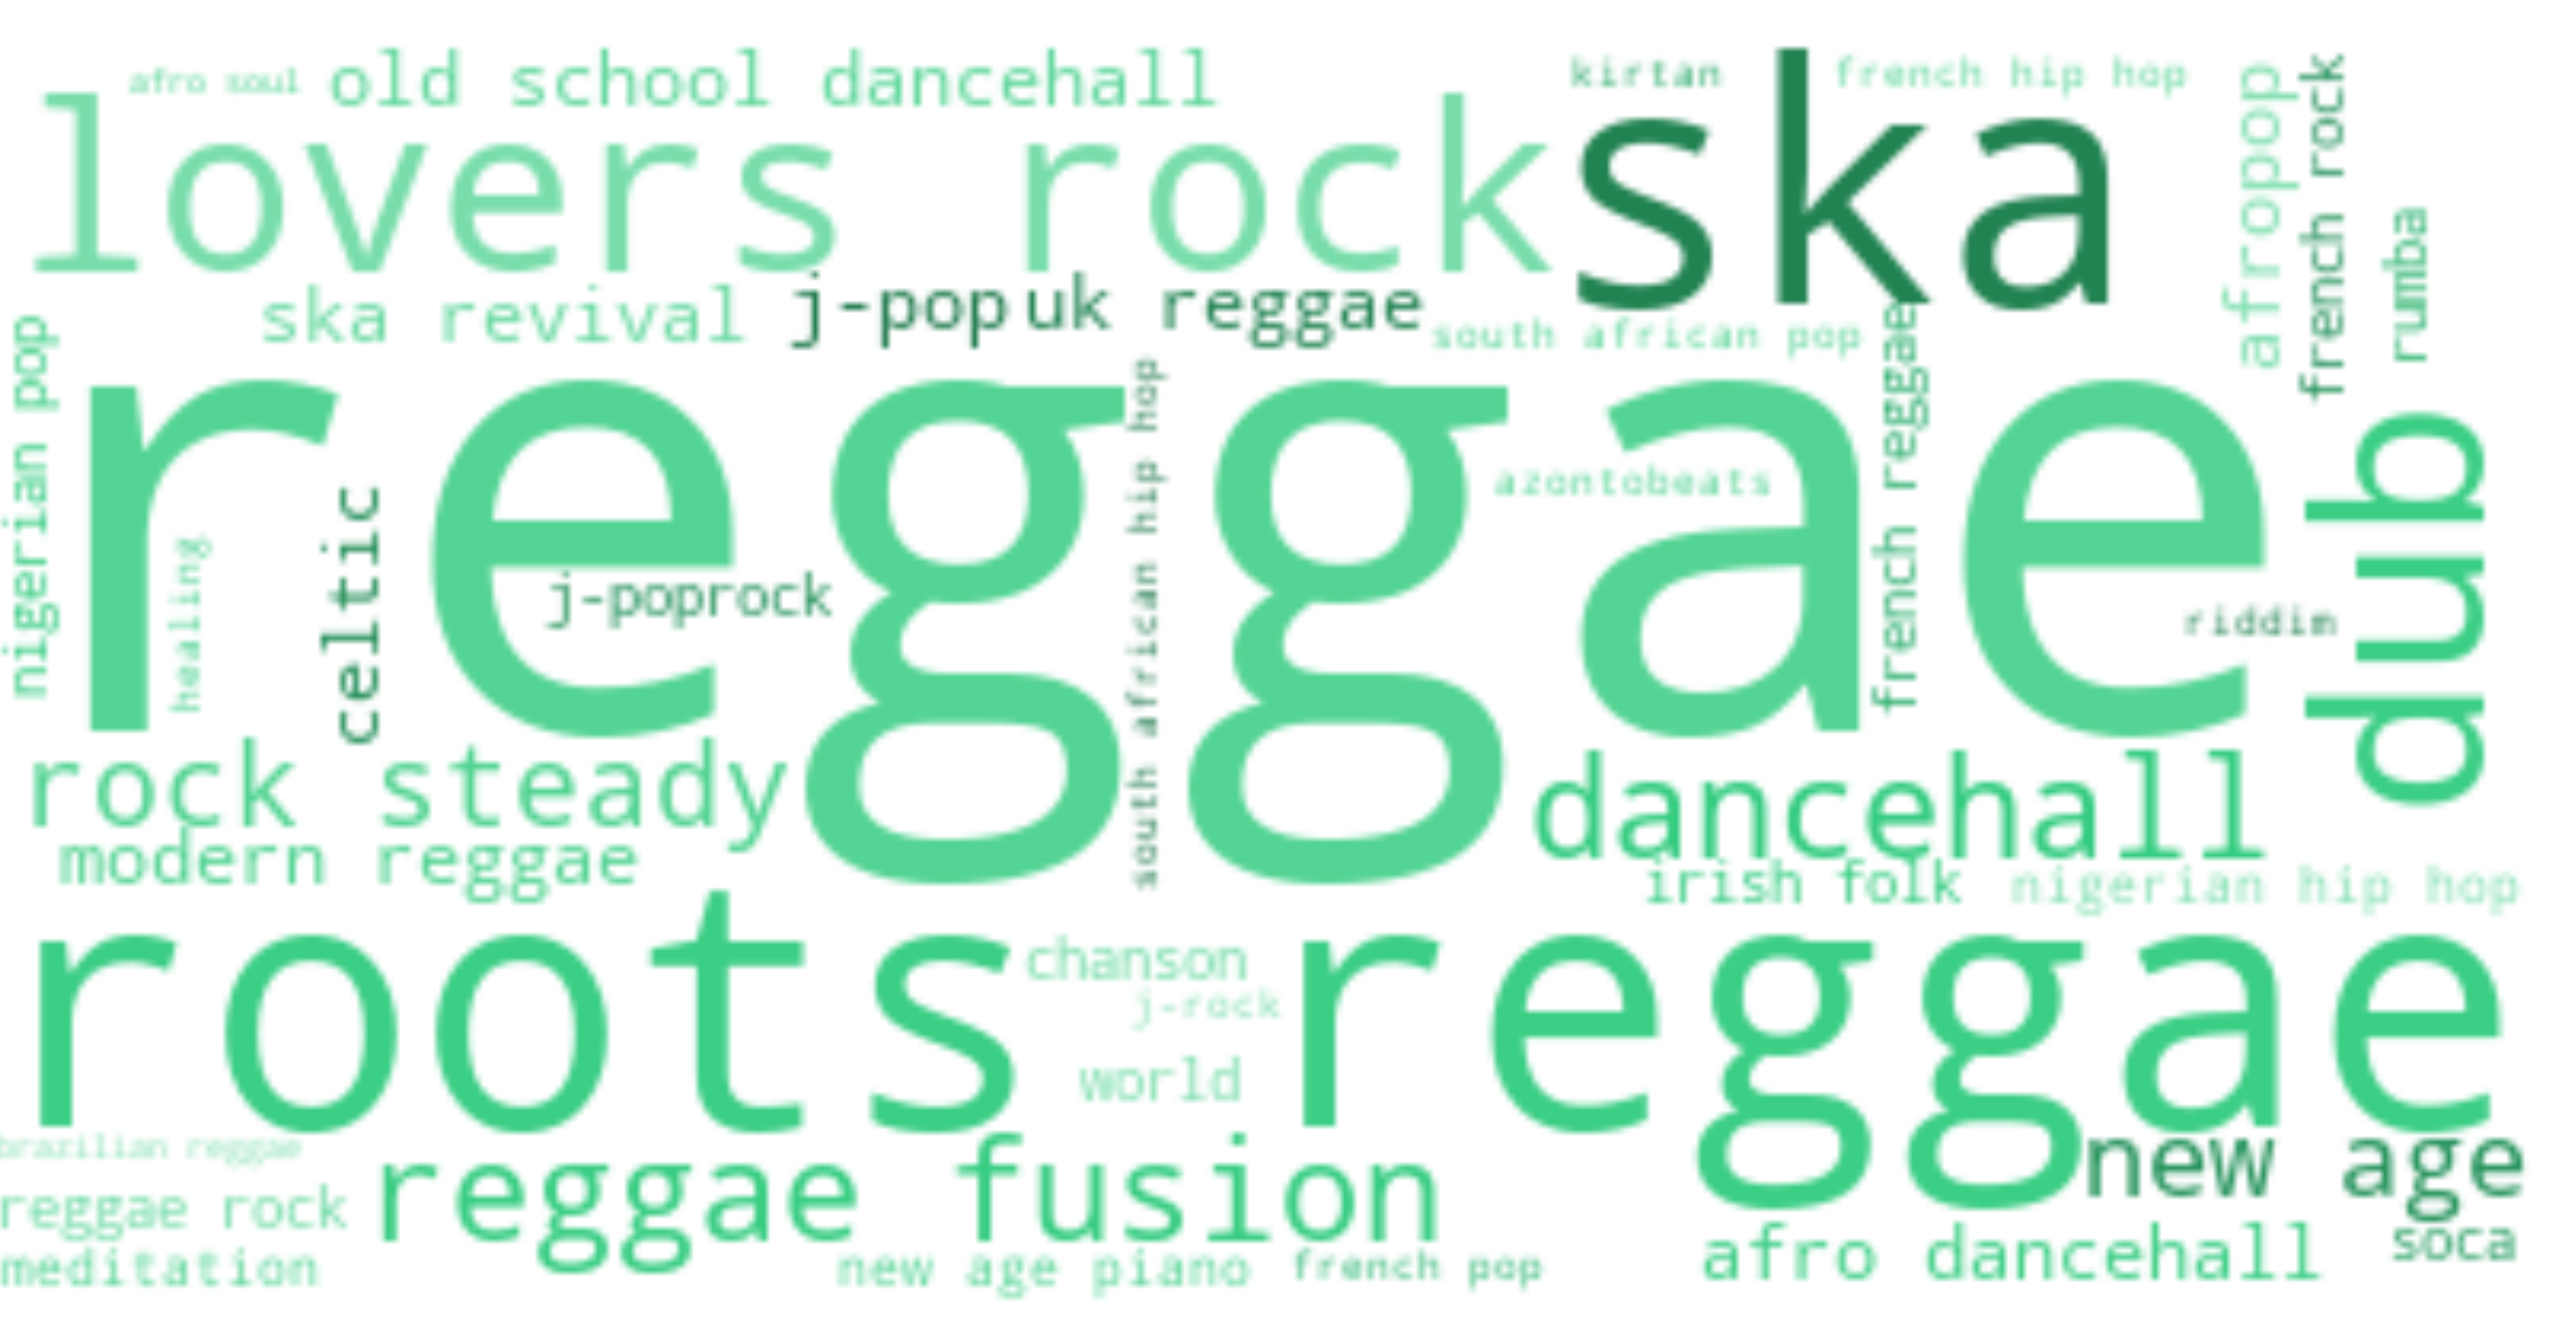 afro soul
old school dancehall
kirtan
french hip hop
lovers rock
ska
afropop
french rock
rumba
ska revival
j-pop
uk reggae
south african pop
nigerian pop
reggae
south african hip hop
french reggae
azontobeats
celtic
healing
j-poprock
riddim
dub
rock steady
dancehall
modern reggae
irish folk
nigerian hip hop
roots reggae
chanson
j-rock
world
brazilian reggae
reggae fusion
new age
reggae rock
afro dancehall
soca
meditation
new age piano
french pop